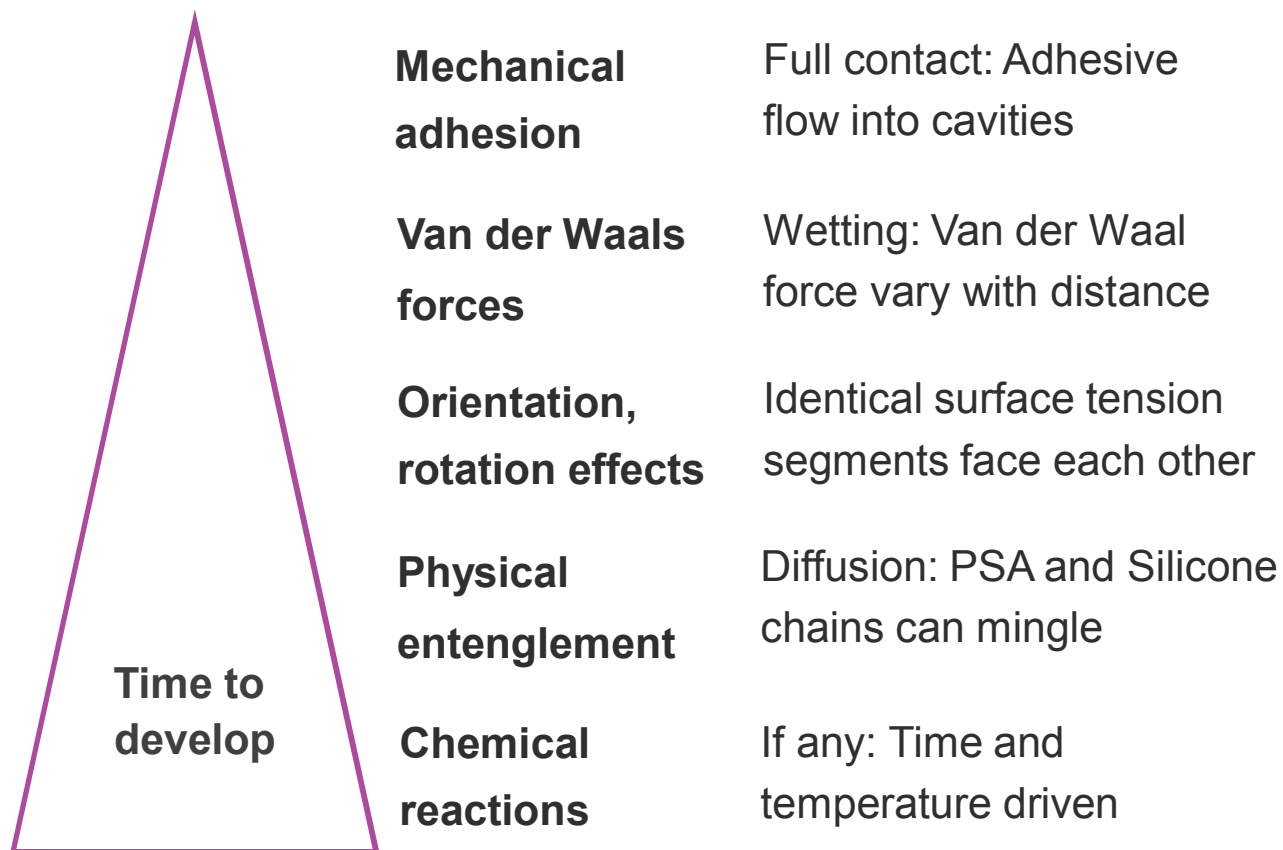 Mechanical
adhesion
Full contact: Adhesive
flow into cavities
Van der Waals
forces
Wetting: Van der Waal
force vary with distance
Orientation,
rotation effects
Identical surface tension
segments face each other
Physical
entenglement
Diffusion: PSA and Silicone
chains can mingle
Time to
develop
Chemical
reactions
If any: Time and
temperature driven